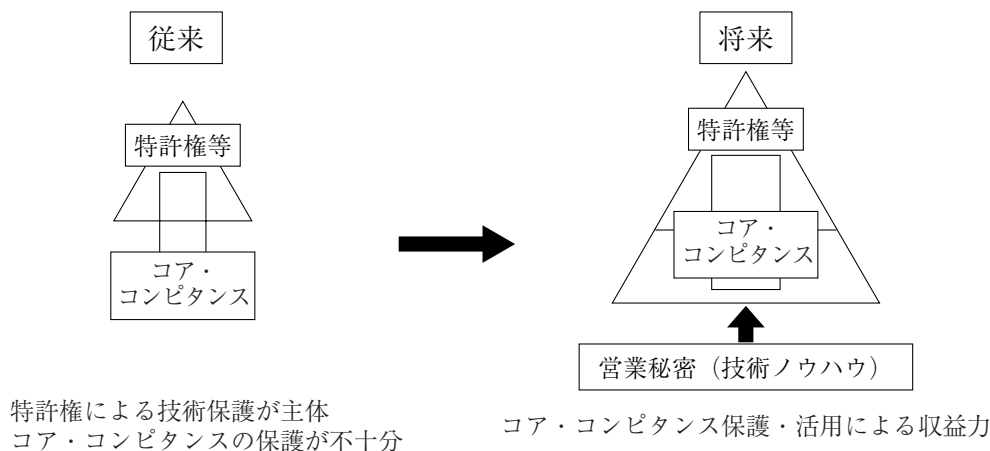 従来
特許権等
コア・
コンピタンス
特許権による技術保護が主体
コア・コンピタンスの保護が不十分
将来
特許権等
コア・
コンピタンス
営業秘密（技術ノウハウ）
コア・コンピタンス保護・活用による収益力